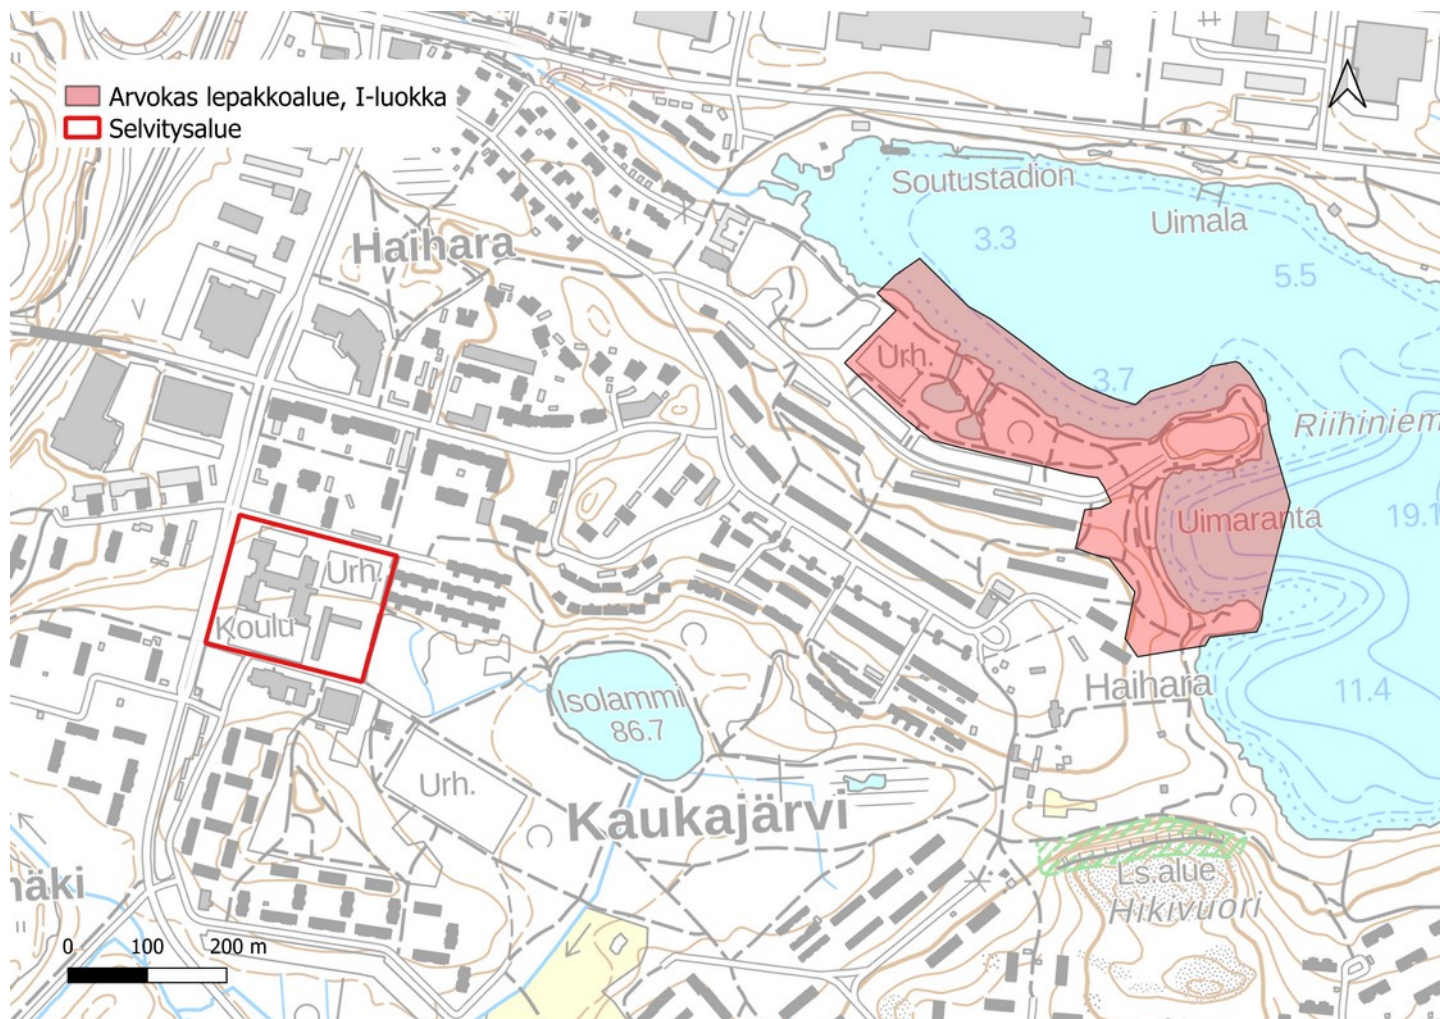 Arvokas lepakkoalue, I-luokka
Selvitysalue
Soutustadion
Uimala
Haihara
3.3
5.5
Urh.
3.7
Riihiniem
Uimaranta
19.1
Urh.
Koulu
Isolammi
86.7
Haihara
11.4
Urh.
Kaukajärvi
Ls.alue
Hikivuori
näki
0 100 200 m